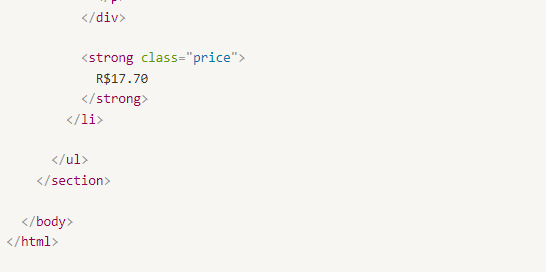 </div>
<strong class="price">
R$17.70
</strong>
</li>
</ul>
</section>
</body>
</html>